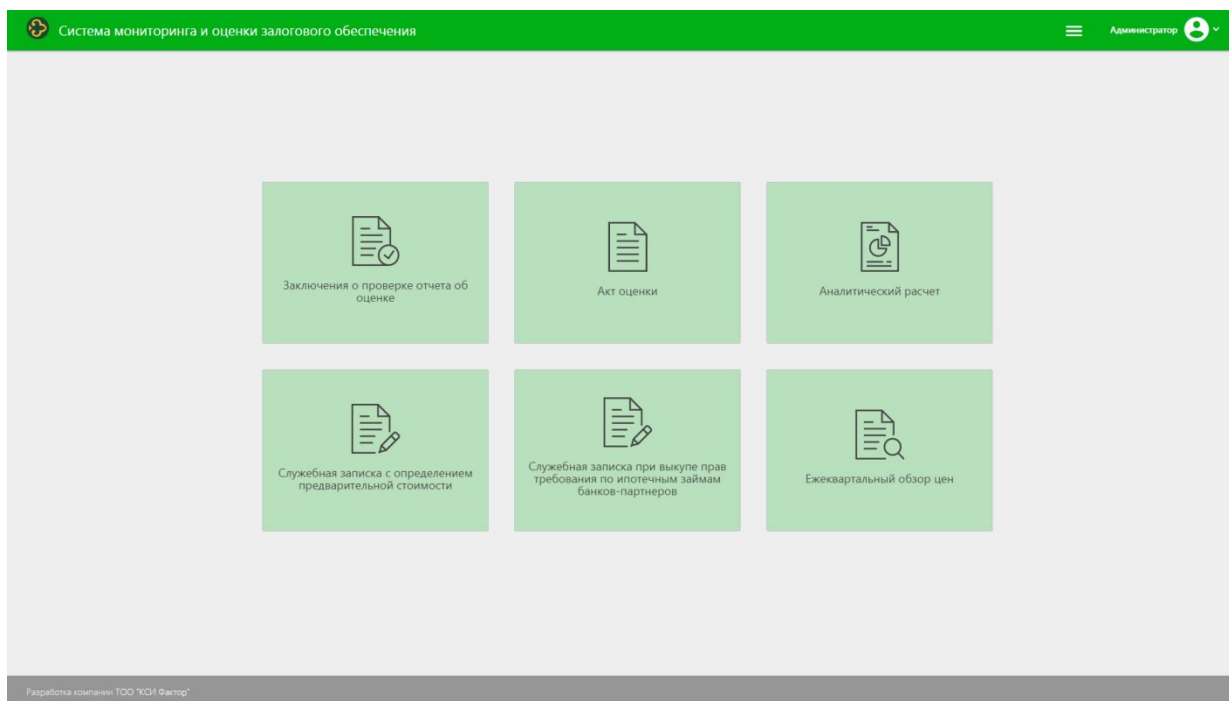 Система мониторинга и оценки залогового обеспечения
Администратор
Заключения о проверке отчета об
оценке
Акт оценки
Аналитический расчет
Служебная записка с определением
предварительной стоимости
Служебная записка при выкупе прав
требования по ипотечным займам
банков-партнеров
Ежеквартальный обзор цен
Разработка компании ТОО "КСИ Фактор"